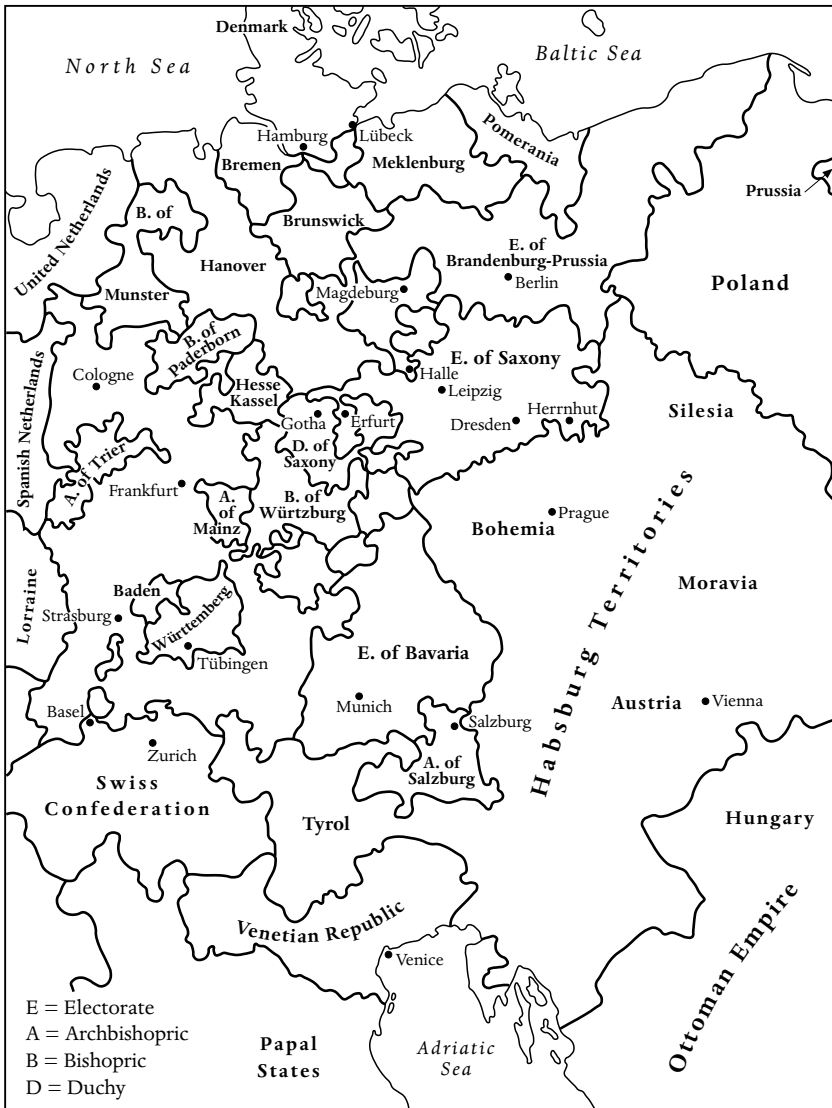 Denmark
North Sea
Baltic Sea
Hamburg
Lübeck
Pomerania
Bremen
Meklenburg
Prussia
United Netherlands
B. of
Munster
Brunswick
Hanover
E. of
Brandenburg-Prussia
Berlin
Magdeburg
Poland
B. of
Paderborn
Spanish Netherlands
Cologne
Hesse
Kassel
E. of Saxony
Halle
Leipzig
Gotha
Erfurt
Dresden
Herrnhut
Silesia
D. of
Saxony
A. of Trier
Frankfurt
A.
of
Mainz
B. of
Würtzburg
Bohemia
Prague
Habsburg Territories
Moravia
Lorraine
Baden
Strasburg
Württemberg
Tübingen
E. of Bavaria
Munich
Austria
Vienna
Basel
Zurich
Salzburg
A. of
Salzburg
Swiss
Confederation
Tyrol
Hungary
Venetian Republic
Venice
Ottoman Empire
E = Electorate
A = Archbishopric
B = Bishopric
D = Duchy
Papal
States
Adriatic
Sea